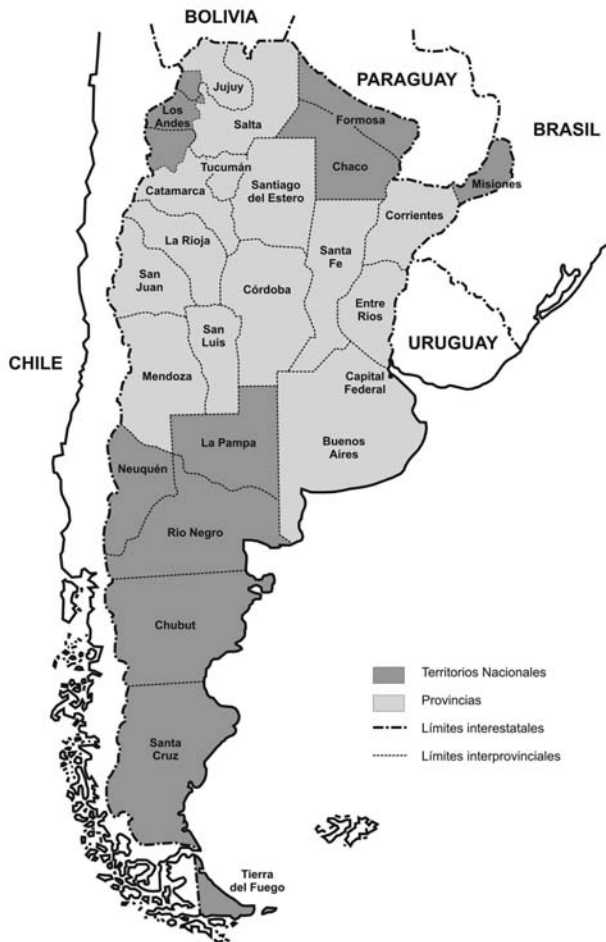 BOLIVIA
PARAGUAY
BRASIL
Jujuy
Los
Andes
Salta
Formosa
Chaco
Misiones
Tucumán
Catamarca
Santiago
del Estero
Corrientes
La Rioja
Santa
Fe
San
Juan
Córdoba
Entre
Rios
San
Luis
URUGUAY
CHILE
Mendoza
Capital
Federal
La Pampa
Buenos
Aires
Neuquén
Rio Negro
Chubut
Territorios Nacionales
Provincias
Límites interestatales
Límites interprovinciales
Santa
Cruz
Tierra
del Fuego